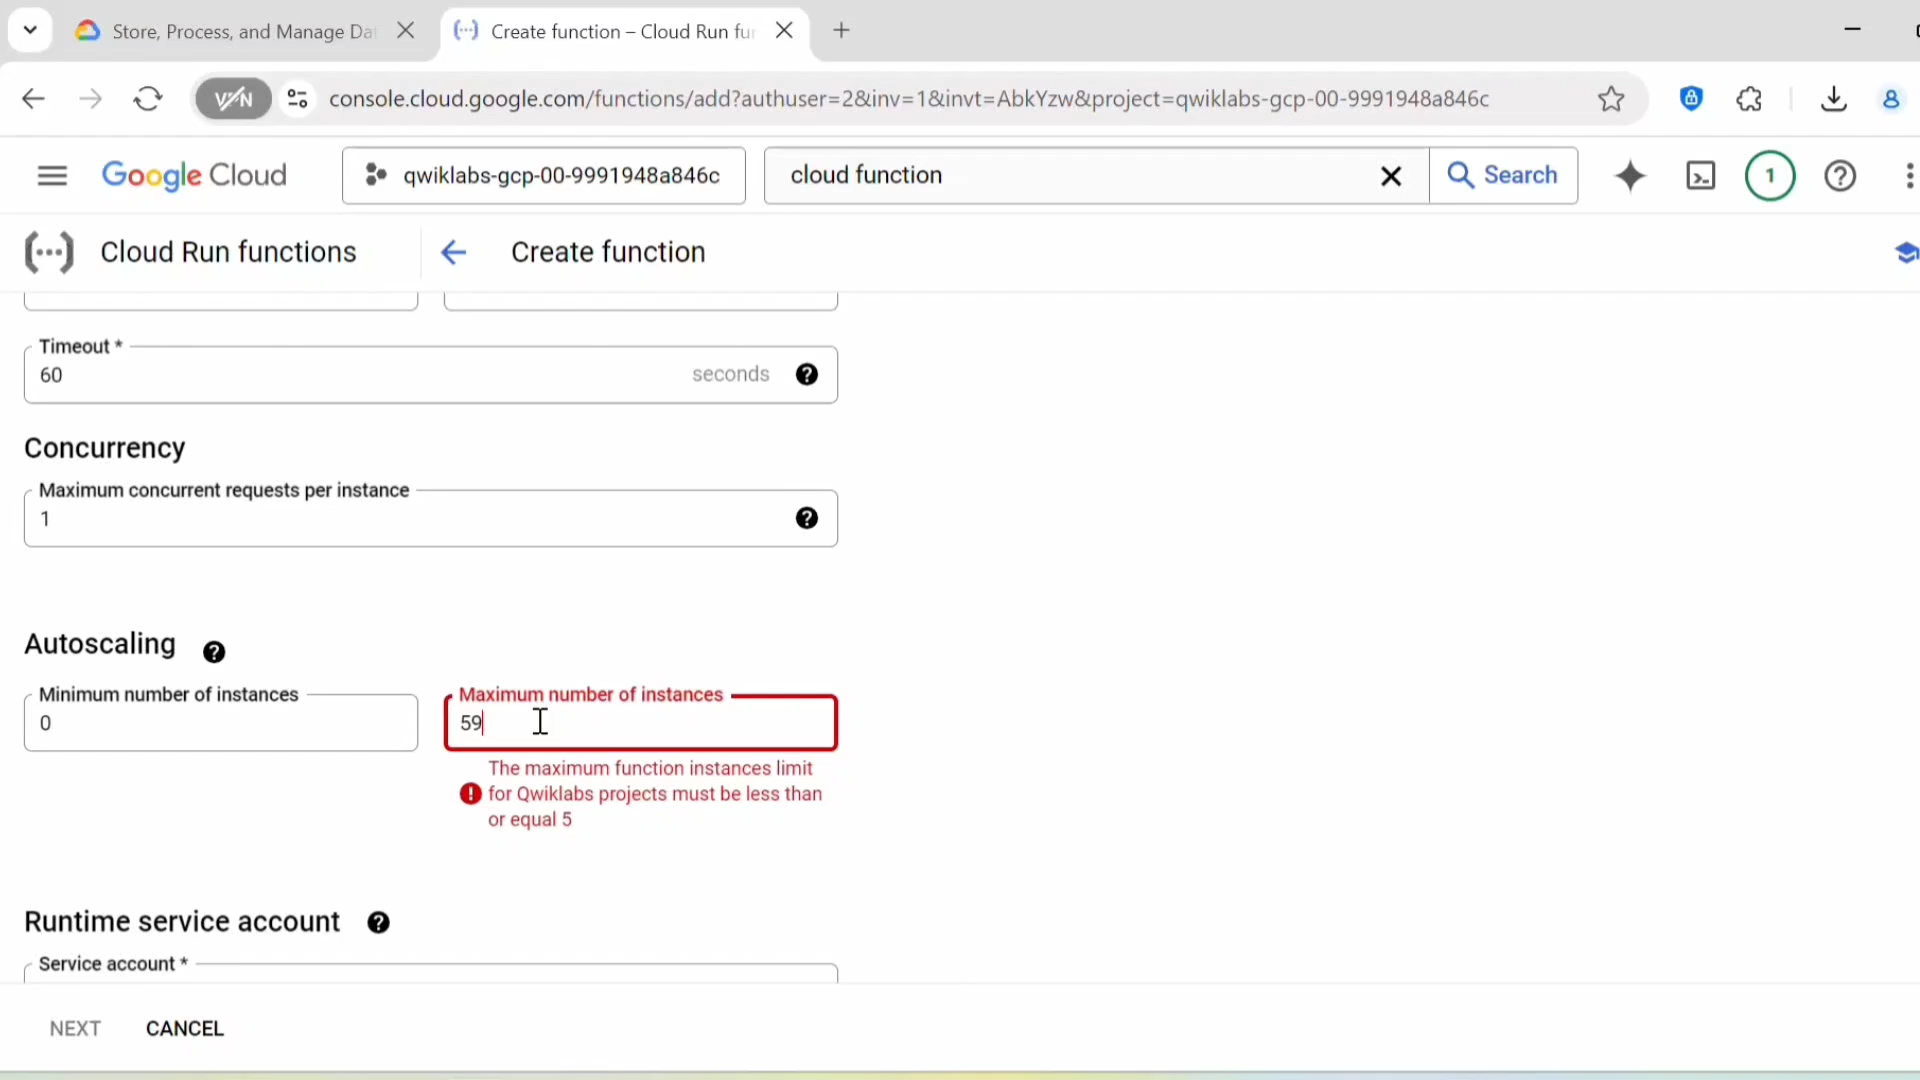 Store, Process, and Manage Da
Create function – Cloud Run fu
VPN
console.cloud.google.com/functions/add?authuser=2&inv=1&invt=AbkYzw&project=qwiklabs-gcp-00-9991948a846c
Google Cloud
qwiklabs-gcp-00-9991948a846c
cloud function
Search
1
Cloud Run functions
Create function
Timeout *
60
seconds
Concurrency
Maximum concurrent requests per instance
1
Autoscaling
Minimum number of instances
0
Maximum number of instances
59
The maximum function instances limit
for Qwiklabs projects must be less than
or equal 5
Runtime service account
Service account *
NEXT
CANCEL